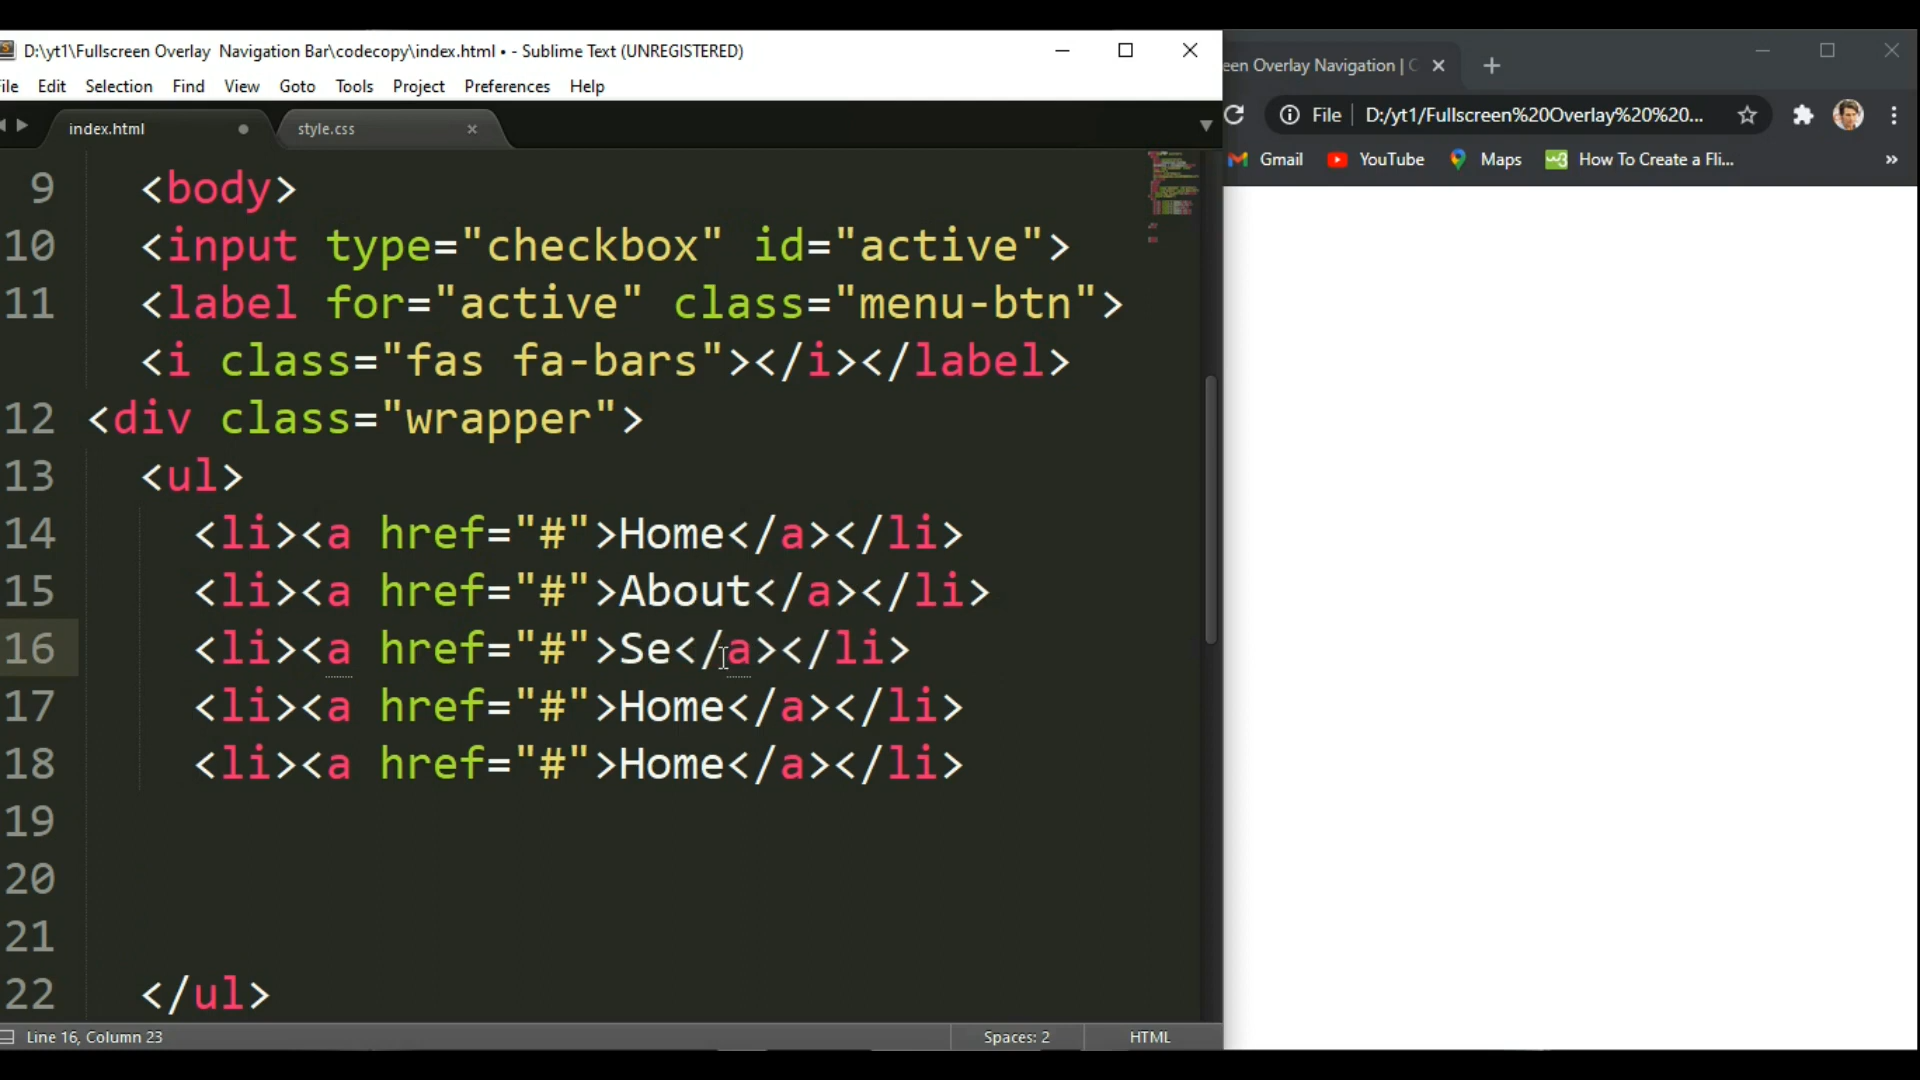 D:\yt1\Fullscreen Overlay  Navigation Bar\codecopy\index.html • - Sublime Text (UNREGISTERED)
File Edit Selection Find View Goto Tools Project Preferences Help
index.html style.css
9 <body>
10 <input type="checkbox" id="active">
11 <label for="active" class="menu-btn">
<i class="fas fa-bars"></i></label>
12 <div class="wrapper">
13 <ul>
14 <li><a href="#">Home</a></li>
15 <li><a href="#">About</a></li>
16 <li><a href="#">Se</a></li>
17 <li><a href="#">Home</a></li>
18 <li><a href="#">Home</a></li>
19
20
21
22 </ul>
Line 16, Column 23 Spaces: 2 HTML
een Overlay Navigation | C
File D:/yt1/Fullscreen%20Overlay%20%20...
Gmail YouTube Maps How To Create a Fli... »